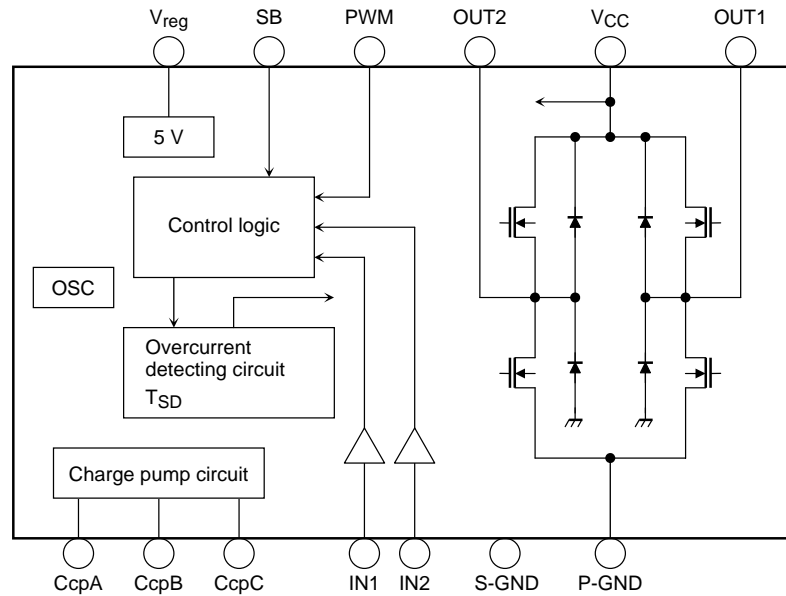 Vreg SB PWM OUT2 VCC OUT1
5 V
Control logic
OSC
Overcurrent
detecting circuit
TSD
Charge pump circuit
CcpA CcpB CcpC IN1 IN2 S-GND P-GND